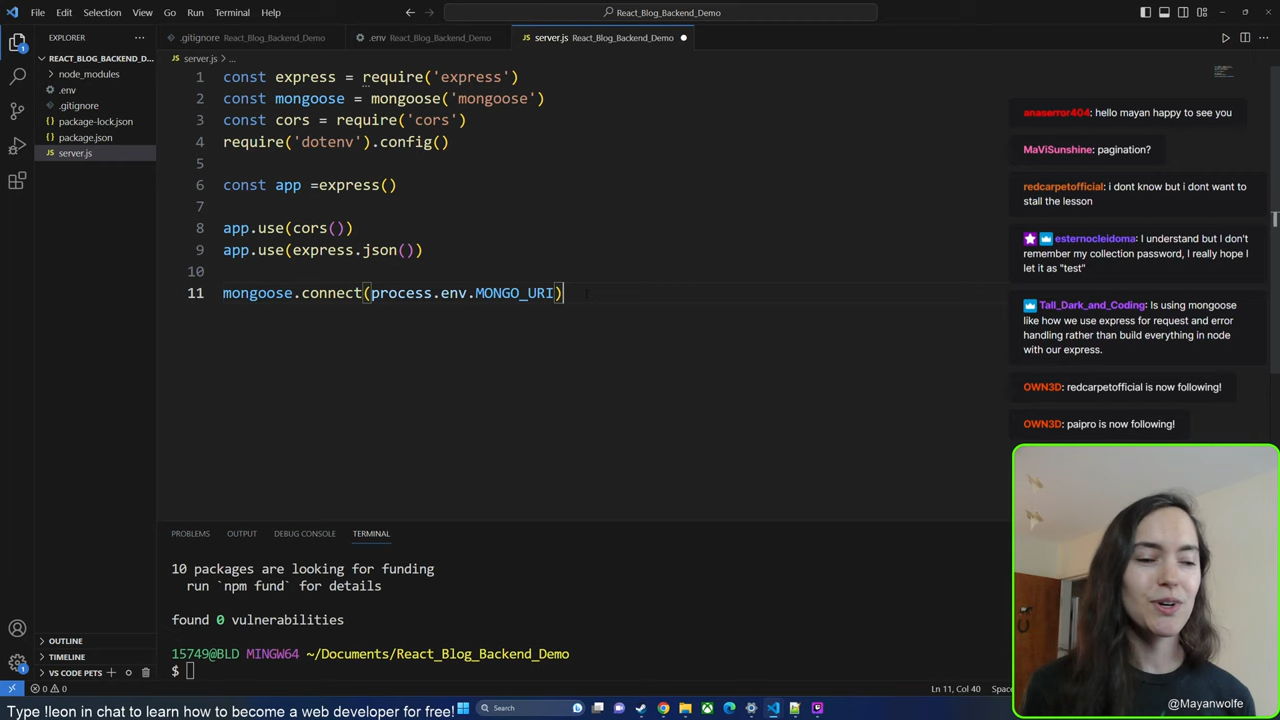 File Edit Selection View Go Run Terminal Help
React_Blog_Backend_Demo
EXPLORER
.gitignore React_Blog_Backend_Demo
.env React_Blog_Backend_Demo
JS server.js React_Blog_Backend_Demo
REACT_BLOG_BACKEND_D...
node_modules
.env
.gitignore
package-lock.json
package.json
JS server.js
OUTLINE
TIMELINE
VS CODE PETS
JS server.js > ...
1 const express = require('express')
2 const mongoose = mongoose('mongoose')
3 const cors = require('cors')
4 require('dotenv').config()
5
6 const app =express()
7
8 app.use(cors())
9 app.use(express.json())
10
11 mongoose.connect(process.env.MONGO_URI)
PROBLEMS OUTPUT DEBUG CONSOLE TERMINAL
10 packages are looking for funding
run `npm fund` for details
found 0 vulnerabilities
15749@BLD MINGW64 ~/Documents/React_Blog_Backend_Demo
$
anaserror404: hello mayan happy to see you
MaViSunshine: pagination?
redcarpetofficial: i dont know but i dont want to
stall the lesson
esternocleidoma: I understand but I don't
remember my collection password, I really hope I
let it as "test"
Tall_Dark_and_Coding: Is using mongoose
like how we use express for request and error
handling rather than build everything in node
with our express.
OWN3D: redcarpetofficial is now following!
OWN3D: paipro is now following!
@Mayanwolfe
0 0
Ln 11, Col 40 Spac
Type !leon in chat to learn how to become a web developer for free!
Search